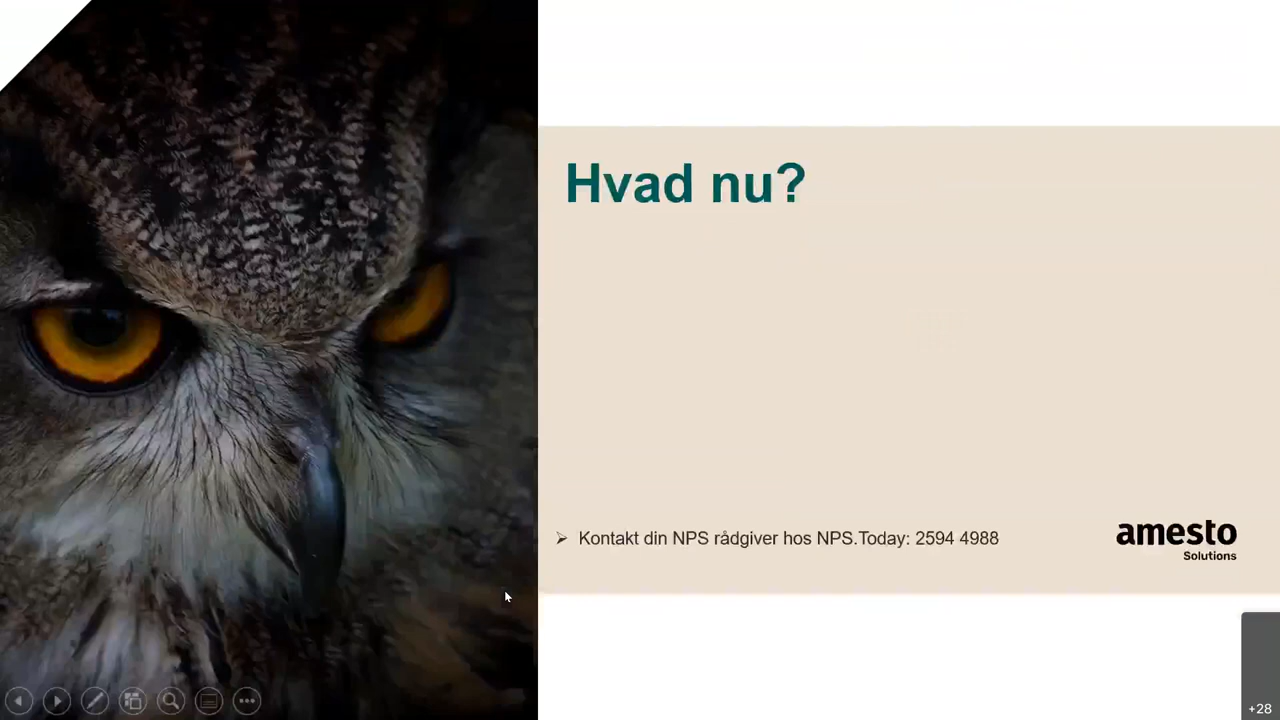 Hvad nu?
➢ Kontakt din NPS rådgiver hos NPS.Today: 2594 4988
amesto
Solutions
+28